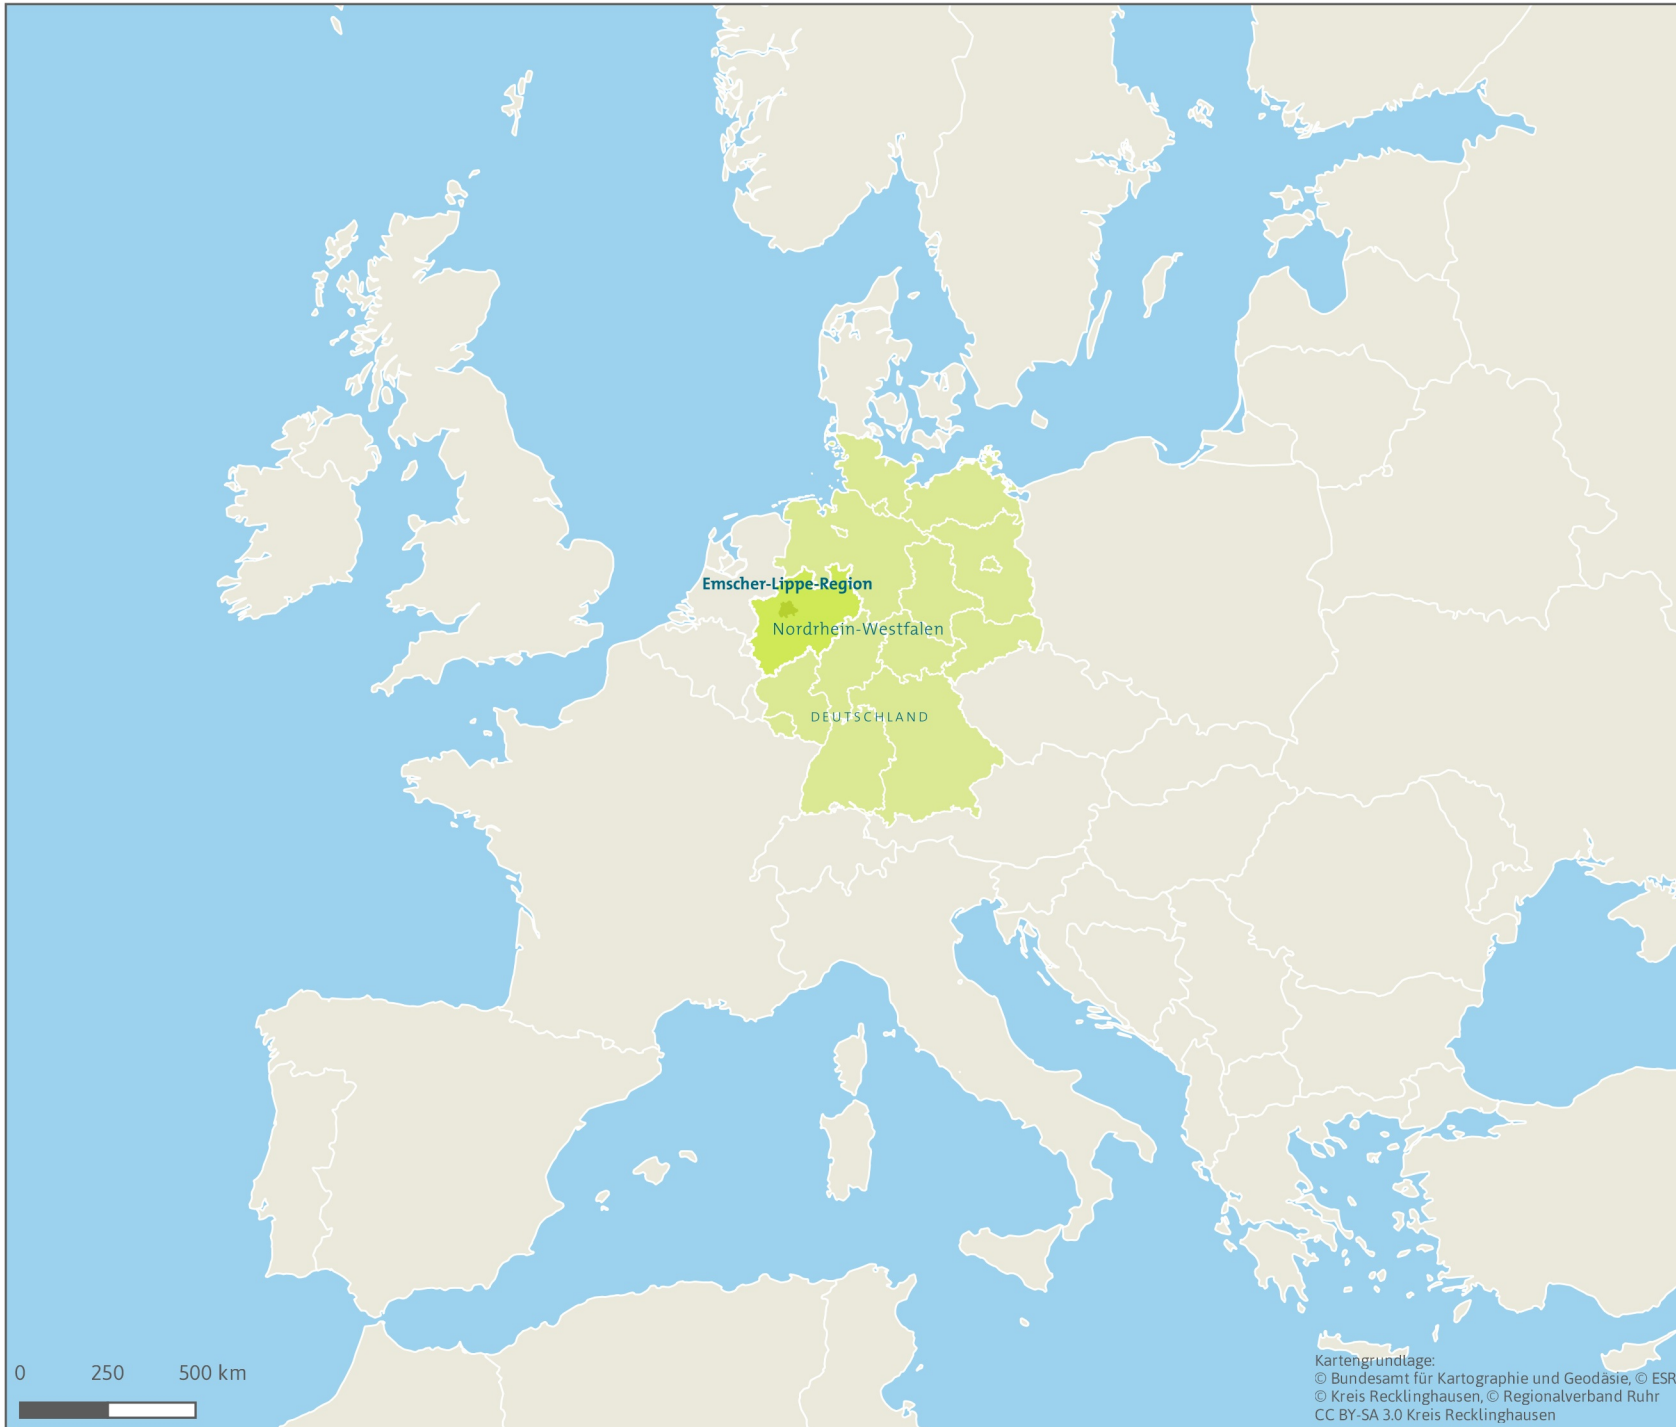 Emscher-Lippe-Region
Nordrhein-Westfalen
DEUTSCHLAND
0 250 500 km
Kartengrundlage:
© Bundesamt für Kartographie und Geodäsie, © ESR
© Kreis Recklinghausen, © Regionalverband Ruhr
CC BY-SA 3.0 Kreis Recklinghausen